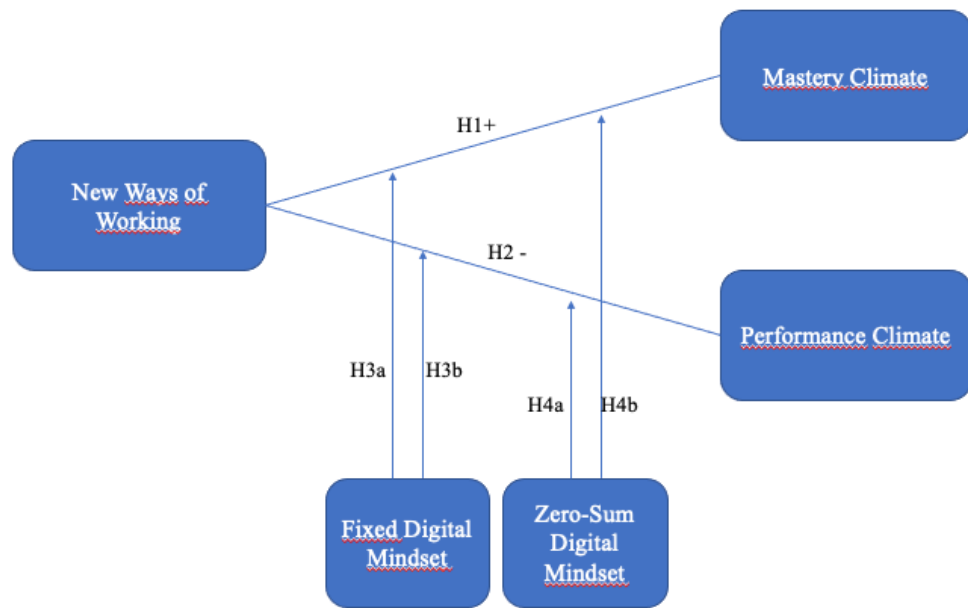 Mastery Climate
H1+
New Ways of
Working
H2 -
Performance Climate
H3a
H3b
H4a
H4b
Fixed Digital
Mindset
Zero-Sum
Digital
Mindset